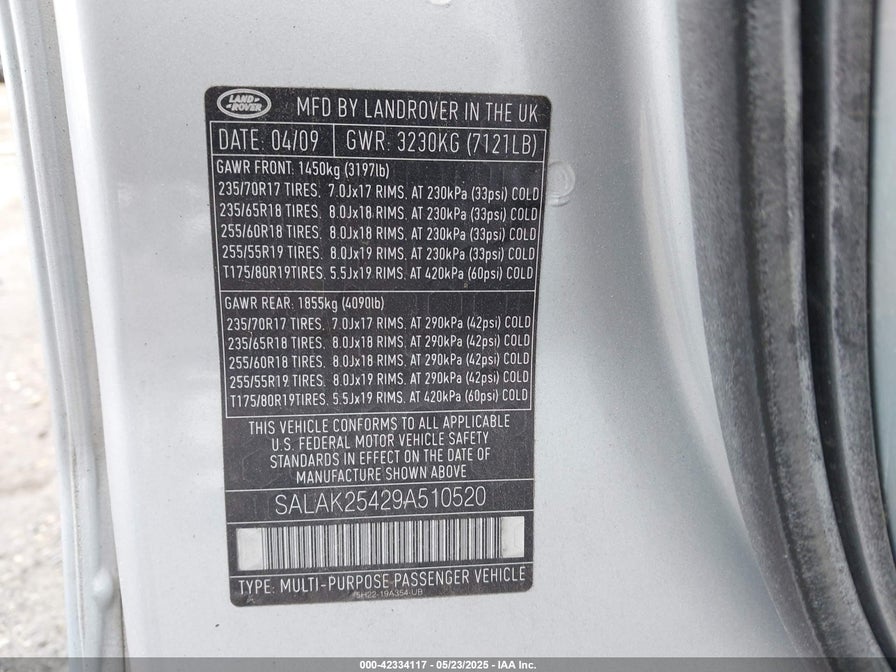 LAND ROVER
MFD BY LANDROVER IN THE UK
DATE: 04/09 GWR: 3230KG (7121LB)
GAWR FRONT: 1450kg (3197lb)
235/70R17 TIRES. 7.0Jx17 RIMS. AT 230kPa (33psi) COLD
235/65R18 TIRES. 8.0Jx18 RIMS. AT 230kPa (33psi) COLD
255/60R18 TIRES. 8.0Jx18 RIMS. AT 230kPa (33psi) COLD
255/55R19 TIRES. 8.0Jx19 RIMS. AT 230kPa (33psi) COLD
T175/80R19TIRES. 5.5Jx19 RIMS. AT 420kPa (60psi) COLD
GAWR REAR: 1855kg (4090lb)
235/70R17 TIRES. 7.0Jx17 RIMS. AT 290kPa (42psi) COLD
235/65R18 TIRES. 8.0Jx18 RIMS. AT 290kPa (42psi) COLD
255/60R18 TIRES. 8.0Jx18 RIMS. AT 290kPa (42psi) COLD
255/55R19 TIRES. 8.0Jx19 RIMS. AT 290kPa (42psi) COLD
T175/80R19TIRES. 5.5Jx19 RIMS. AT 420kPa (60psi) COLD
THIS VEHICLE CONFORMS TO ALL APPLICABLE
U.S. FEDERAL MOTOR VEHICLE SAFETY
STANDARDS IN EFFECT ON THE DATE OF
MANUFACTURE SHOWN ABOVE
SALAK25429A510520
TYPE: MULTI-PURPOSE PASSENGER VEHICLE
5H22-19A354-UB
000-42334117 - 05/23/2025 - IAA Inc.